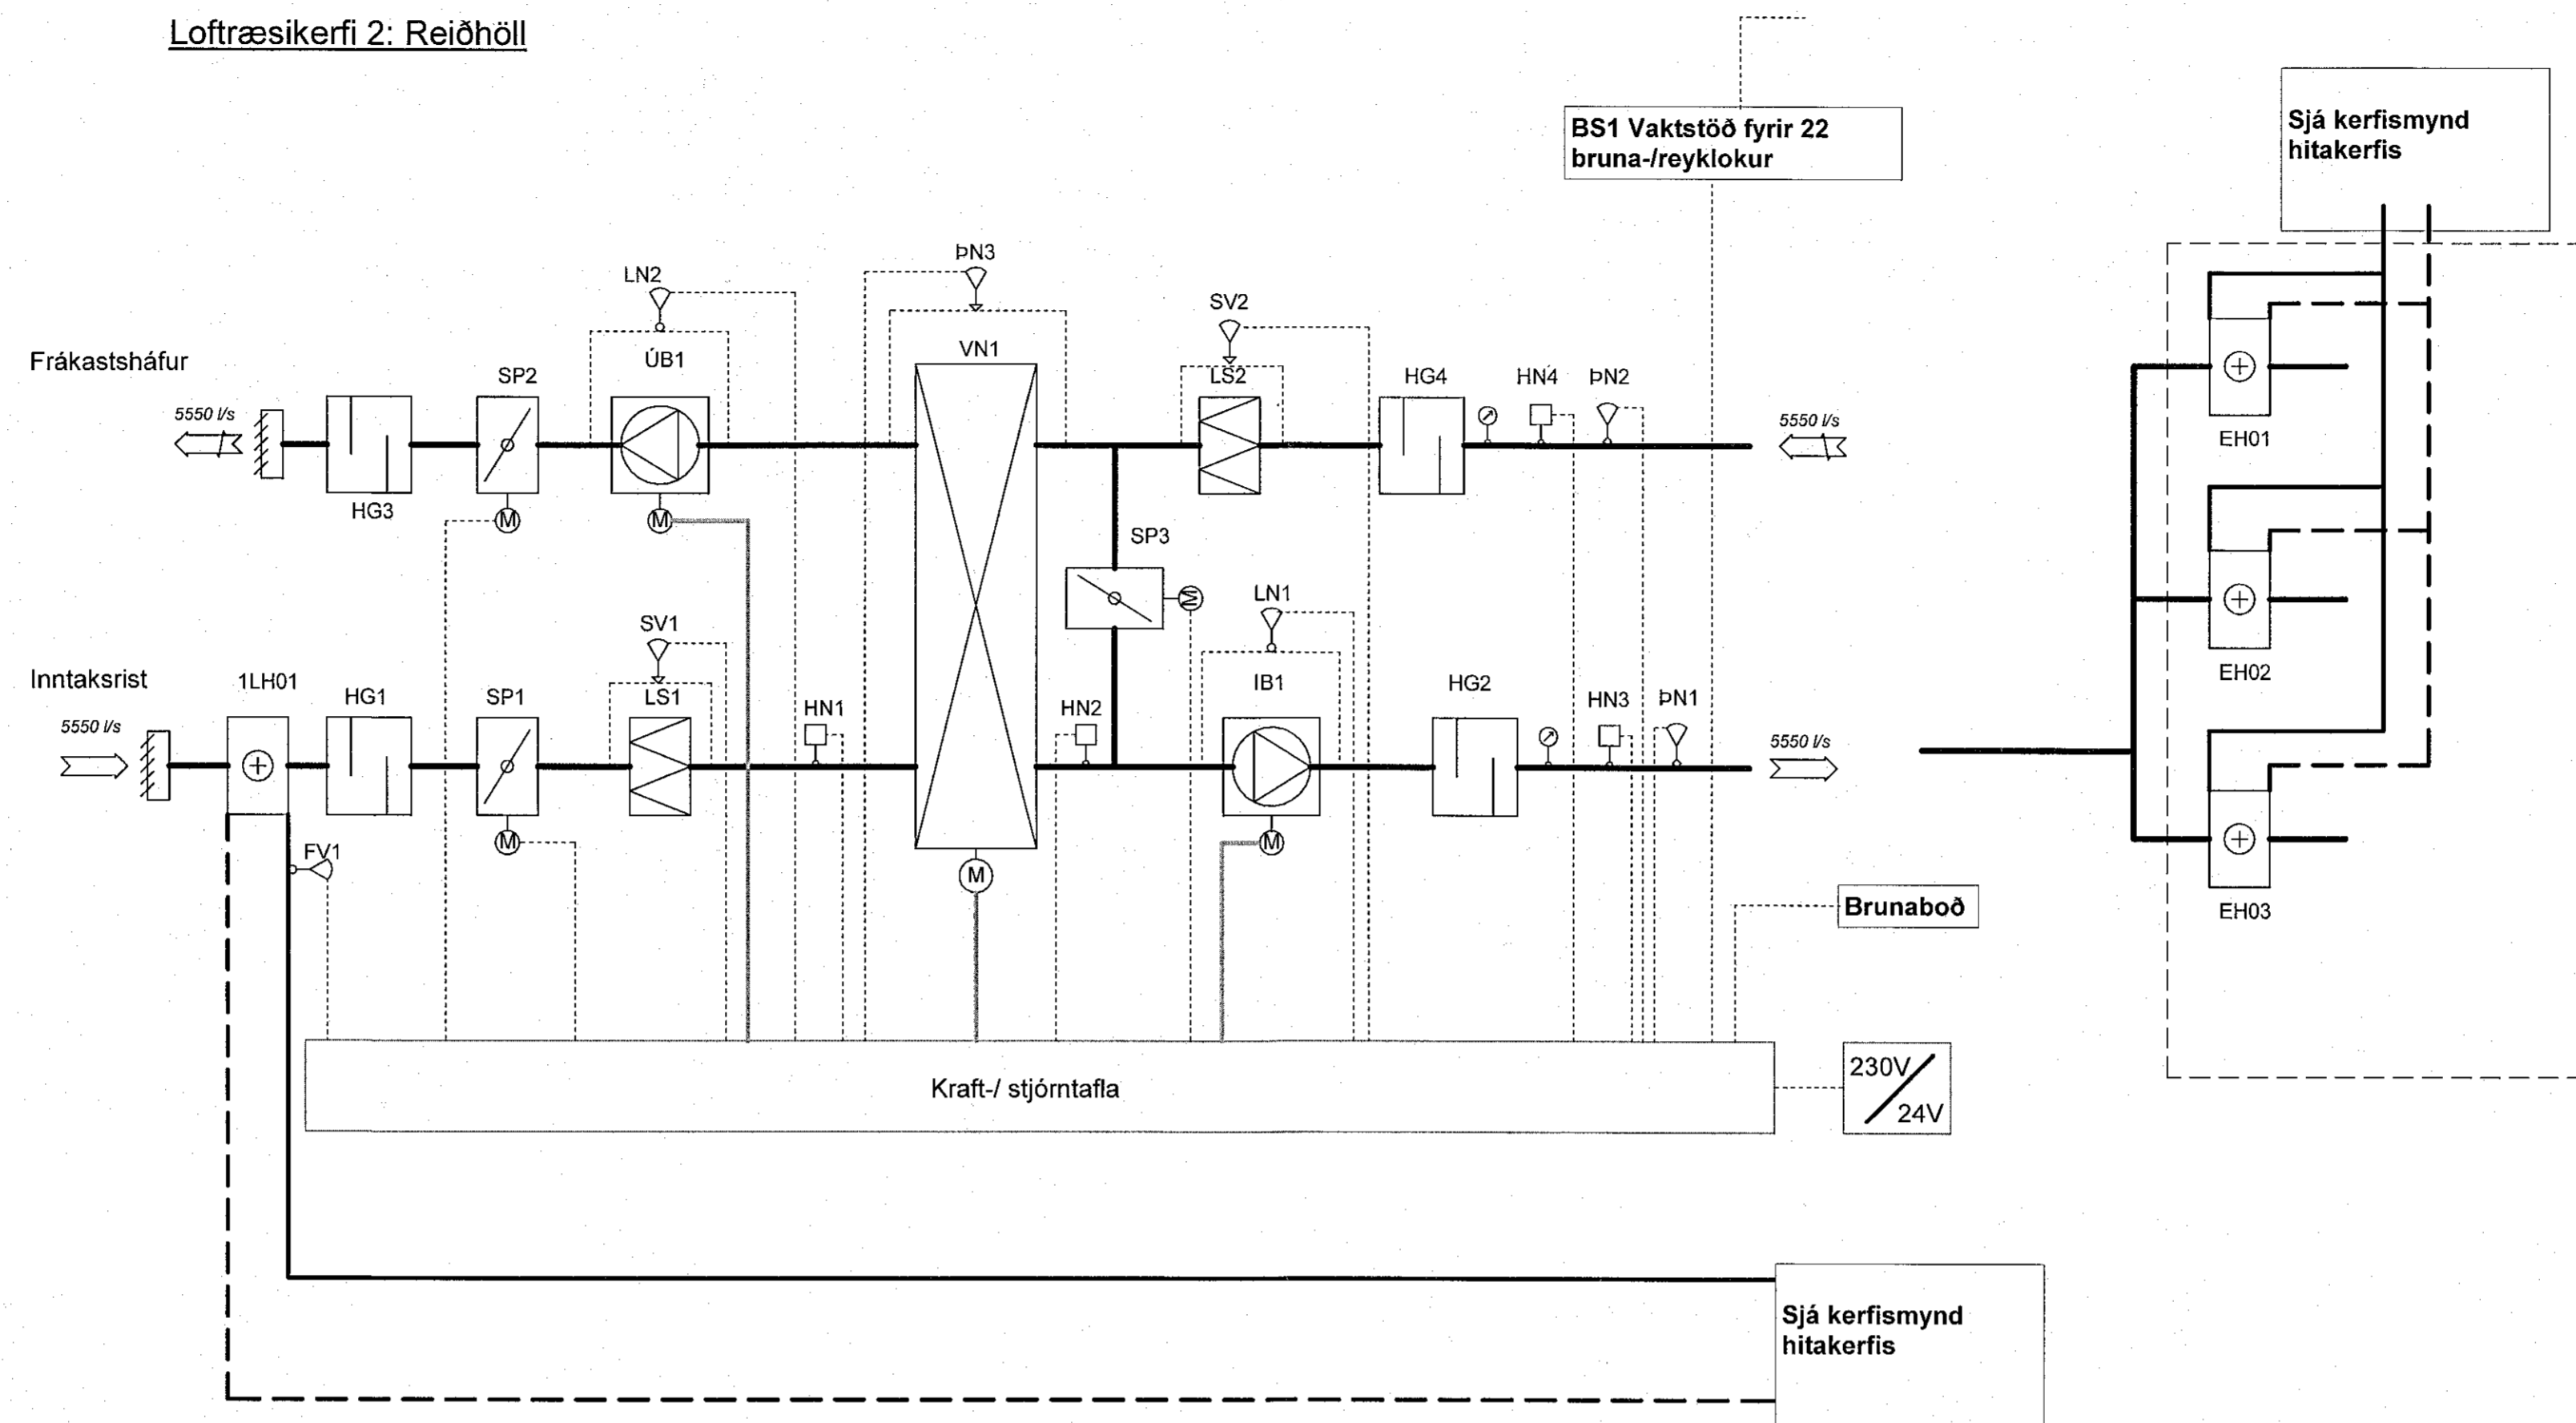 Loftræsikerfi 2: Reiðhöll
BS1 Vaktstöð fyrir 22
bruna-/reyklokur
Sjá kerfismynd
hitakerfis
ÞN3
LN2
SV2
Frákastsháfur
ÚB1
VN1
SP2
LS2
HG4
HN4
ÞN2
5550 l/s
5550 l/s
EH01
HG3
M
M
SP3
M
LN1
SV1
Inntaksrist
1LH01
HG1
SP1
LS1
HN1
HN2
IB1
HG2
HN3
ÞN1
EH02
5550 l/s
5550 l/s
M
M
FV1
M
Brunaboð
EH03
Kraft-/ stjórntafla
230V
24V
Sjá kerfismynd
hitakerfis